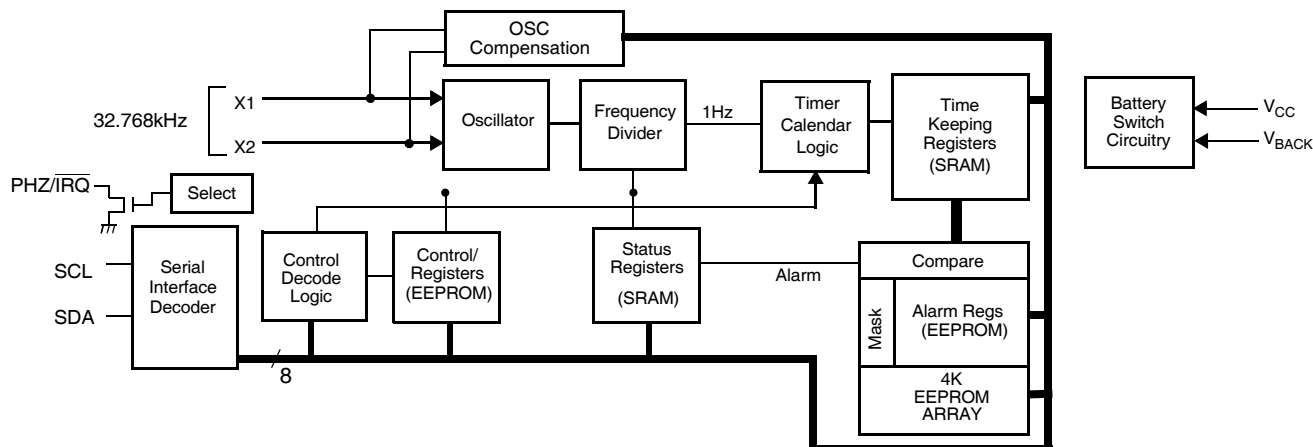 OSC
Compensation
32.768kHz
X1
X2
Oscillator
Frequency
Divider
1Hz
Timer
Calendar
Logic
Time
Keeping
Registers
(SRAM)
Battery
Switch
Circuitry
VCC
VBACK
PHZ/IRQ
Select
SCL
SDA
Serial
Interface
Decoder
Control
Decode
Logic
Control/
Registers
(EEPROM)
Status
Registers
(SRAM)
Alarm
Compare
Mask
Alarm Regs
(EEPROM)
8
4K
EEPROM
ARRAY